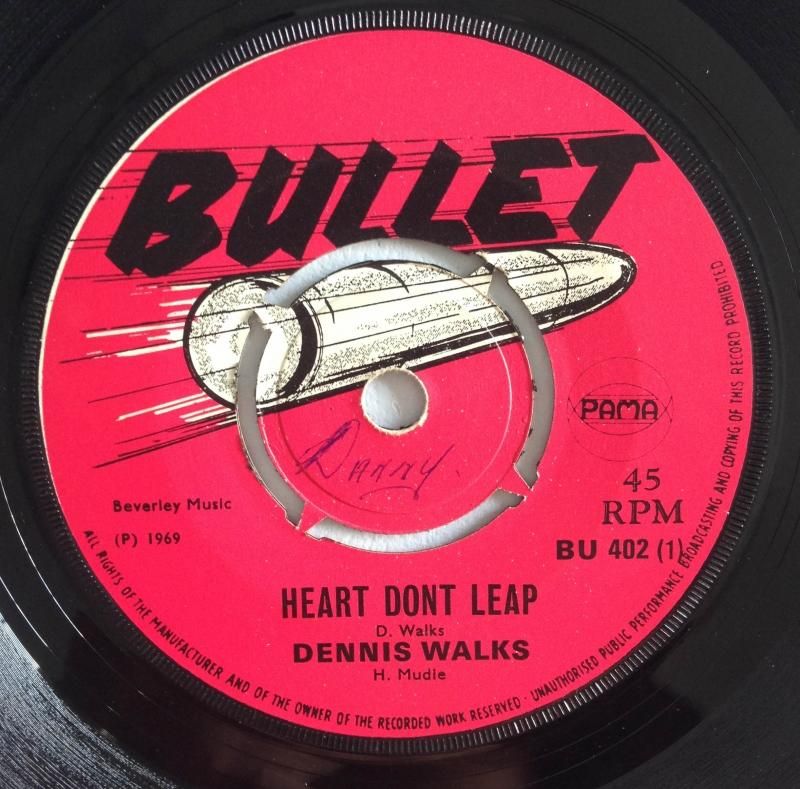 BULLET
PAMA
Danny.
45
RPM
Beverley Music
(P) 1969
BU 402 (1)
HEART DONT LEAP
D. Walks
DENNIS WALKS
H. Mudie
ALL RIGHTS OF THE MANUFACTURER AND OF THE OWNER OF THE RECORDED WORK RESERVED · UNAUTHORISED PUBLIC PERFORMANCE BROADCASTING AND COPYING OF THIS RECORD PROHIBITED